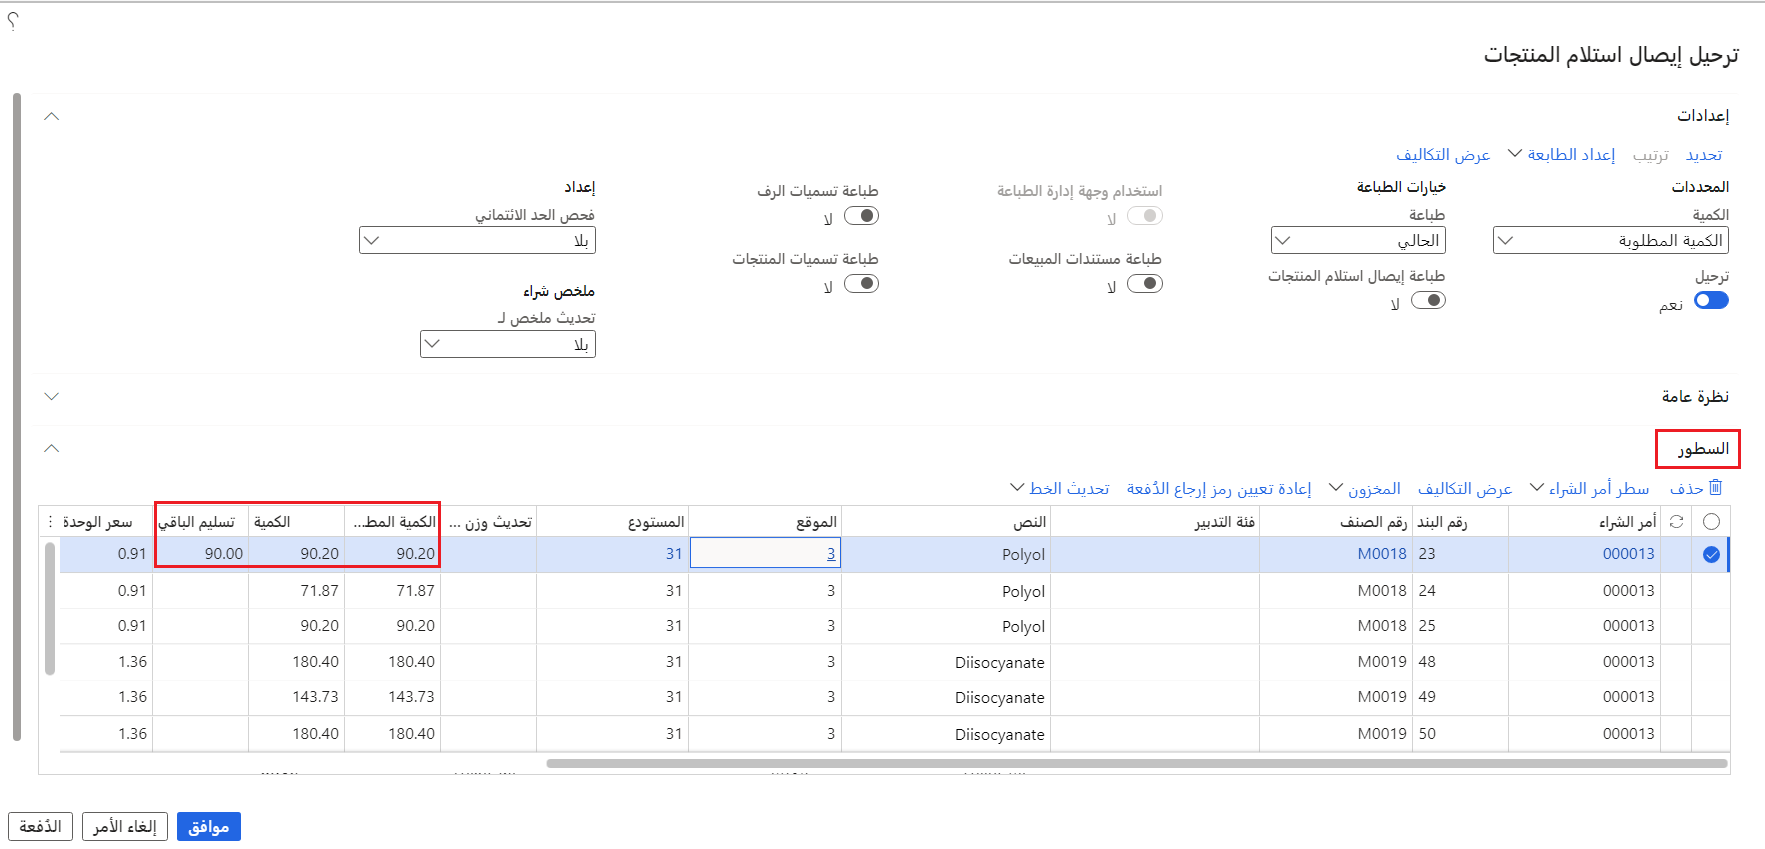 ترحيل إيصال استلام المنتجات
إعدادات
تحديد ترتيب إعداد الطابعة عرض التكاليف
المحددات
الكمية
الكمية المطلوبة
ترحيل
نعم
خيارات الطباعة
طباعة
الحالي
طباعة إيصال استلام المنتجات
لا
استخدام وجهة إدارة الطباعة
لا
طباعة مستندات المبيعات
لا
طباعة تسميات الرف
لا
طباعة تسميات المنتجات
لا
إعداد
فحص الحد الائتماني
بلا
ملخص شراء
تحديث ملخص لـ
بلا
نظرة عامة
السطور
حذف سطر أمر الشراء عرض التكاليف المخزون إعادة تعيين رمز إرجاع الدُفعة تحديث الخط
أمر الشراء رقم البند رقم الصنف فئة التدبير النص الموقع المستودع تحديث وزن ... الكمية المط... الكمية تسليم الباقي سعر الوحدة
000013 23 M0018 Polyol 3 31 90.20 90.20 90.00 0.91
000013 24 M0018 Polyol 3 31 71.87 71.87 0.91
000013 25 M0018 Polyol 3 31 90.20 90.20 0.91
000013 48 M0019 Diisocyanate 3 31 180.40 180.40 1.36
000013 49 M0019 Diisocyanate 3 31 143.73 143.73 1.36
000013 50 M0019 Diisocyanate 3 31 180.40 180.40 1.36
موافق إلغاء الأمر الدُفعة